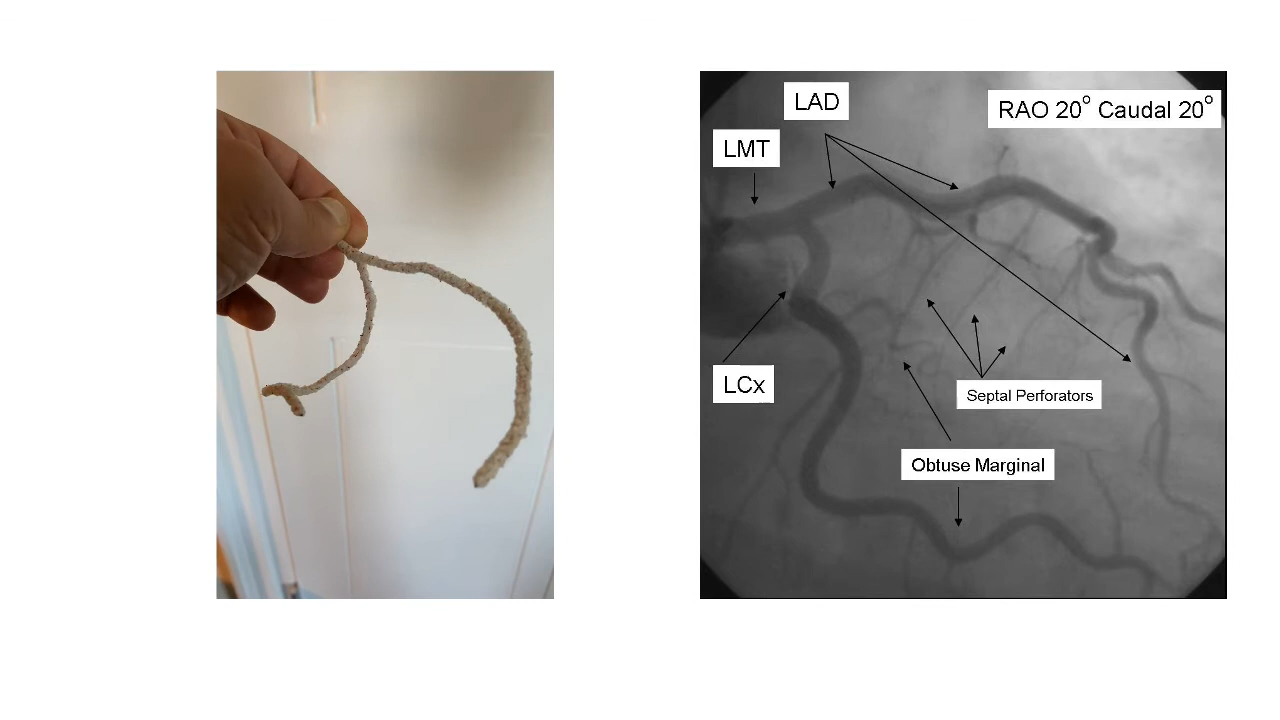 LAD
RAO 20° Caudal 20°
LMT
LCx
Septal Perforators
Obtuse Marginal